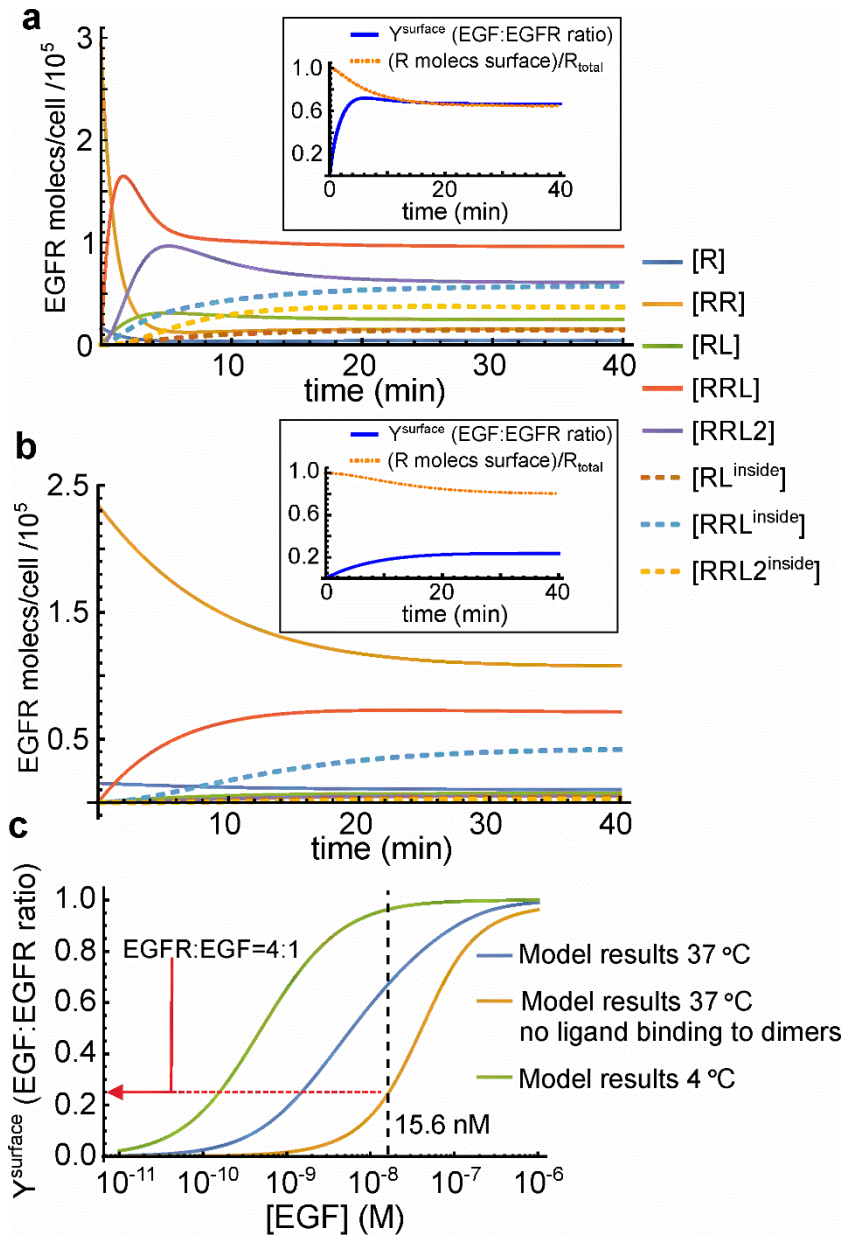 a
Y^surface (EGF:EGFR ratio)
(R molecs surface)/R_total
1.0
0.6
0.2
0 20 40
time (min)
EGFR molecs/cell /10^5
3
2
1
0
10 20 30 40
time (min)
[R]
[RR]
[RL]
[RRL]
[RRL2]
[RL^inside]
[RRL^inside]
[RRL2^inside]
b
Y^surface (EGF:EGFR ratio)
(R molecs surface)/R_total
1.0
0.6
0.2
0 20 40
time (min)
EGFR molecs/cell /10^5
2.5
1.5
0.5
0 10 20 30 40
time (min)
c
Y^surface (EGF:EGFR ratio)
1.0
0.8
0.6
0.4
0.2
0.0
EGFR:EGF=4:1
15.6 nM
Model results 37 °C
Model results 37 °C
no ligand binding to dimers
Model results 4 °C
10^-11 10^-10 10^-9 10^-8 10^-7 10^-6
[EGF] (M)